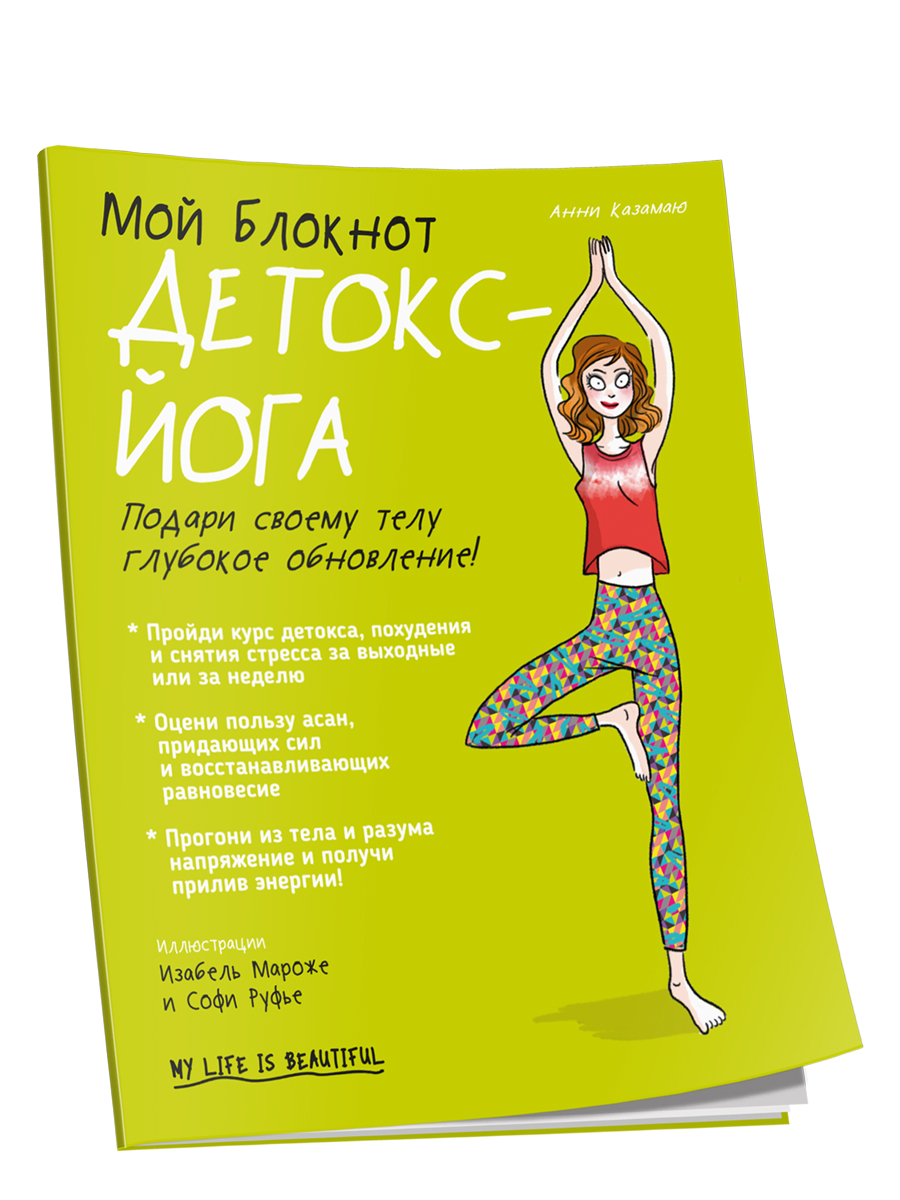 Мой блокнот
Анни Казамаю
Детокс-
йога
Подари своему телу
глубокое обновление!
* Пройди курс детокса, похудения
и снятия стресса за выходные
или за неделю
* Оцени пользу асан,
придающих сил
и восстанавливающих
равновесие
* Прогони из тела и разума
напряжение и получи
прилив энергии!
Иллюстрации
Изабель Мароже
и Софи Руфье
MY LIFE IS BEAUTIFUL